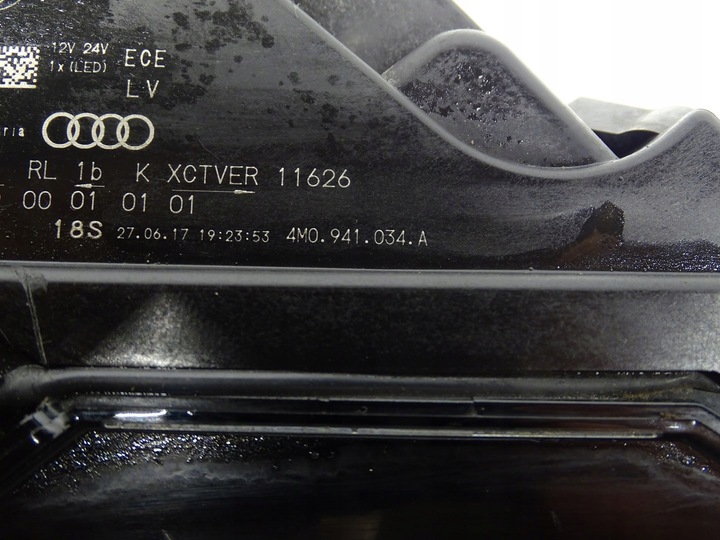 12V 24V
1x(LED)
ECE
LV
ria
RL 1b K XCTVER 11626
00 01 01 01
18S 27.06.17 19:23:53 4M0.941.034.A